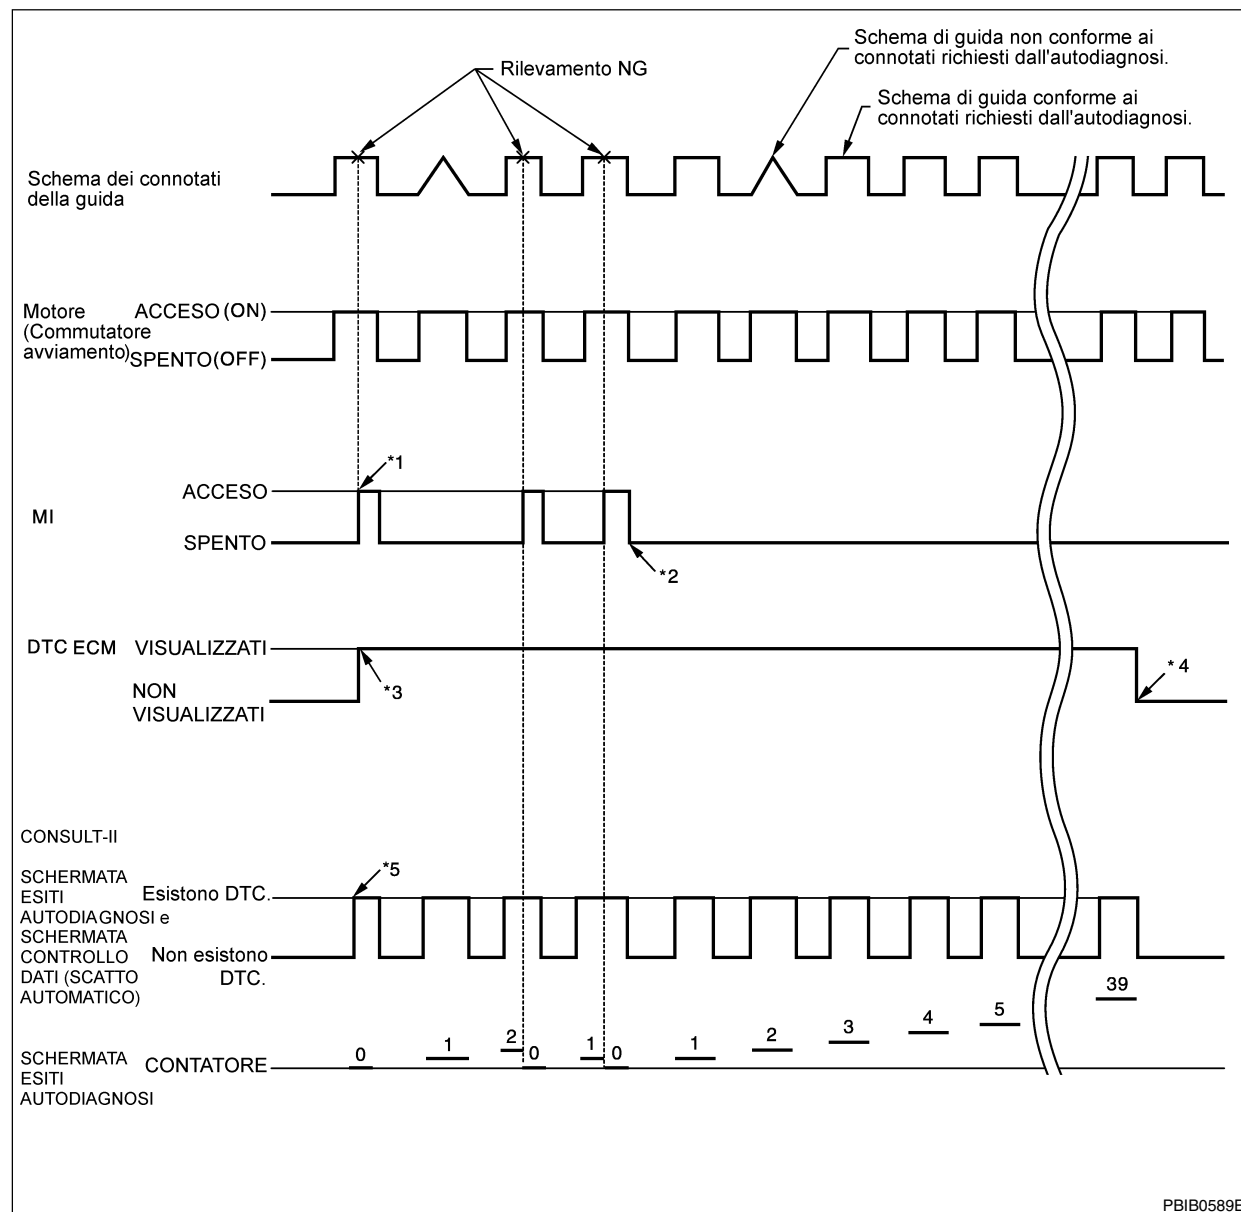 Schema di guida non conforme ai
connotati richiesti dall'autodiagnosi.
Rilevamento NG
Schema di guida conforme ai
connotati richiesti dall'autodiagnosi.
Schema dei connotati
della guida
Motore
(Commutatore
avviamento)
ACCESO (ON)
SPENTO (OFF)
*1
ACCESO
MI
SPENTO
*2
DTC ECM
VISUALIZZATI
*3
*4
NON
VISUALIZZATI
CONSULT-II
SCHERMATA
ESITI
AUTODIAGNOSI e
SCHERMATA
CONTROLLO
DATI (SCATTO
AUTOMATICO)
*5
Esistono DTC.
Non esistono
DTC.
SCHERMATA
ESITI
AUTODIAGNOSI
CONTATORE
0 1 2 0 1 0 1 2 3 4 5 39
PBIB0589E